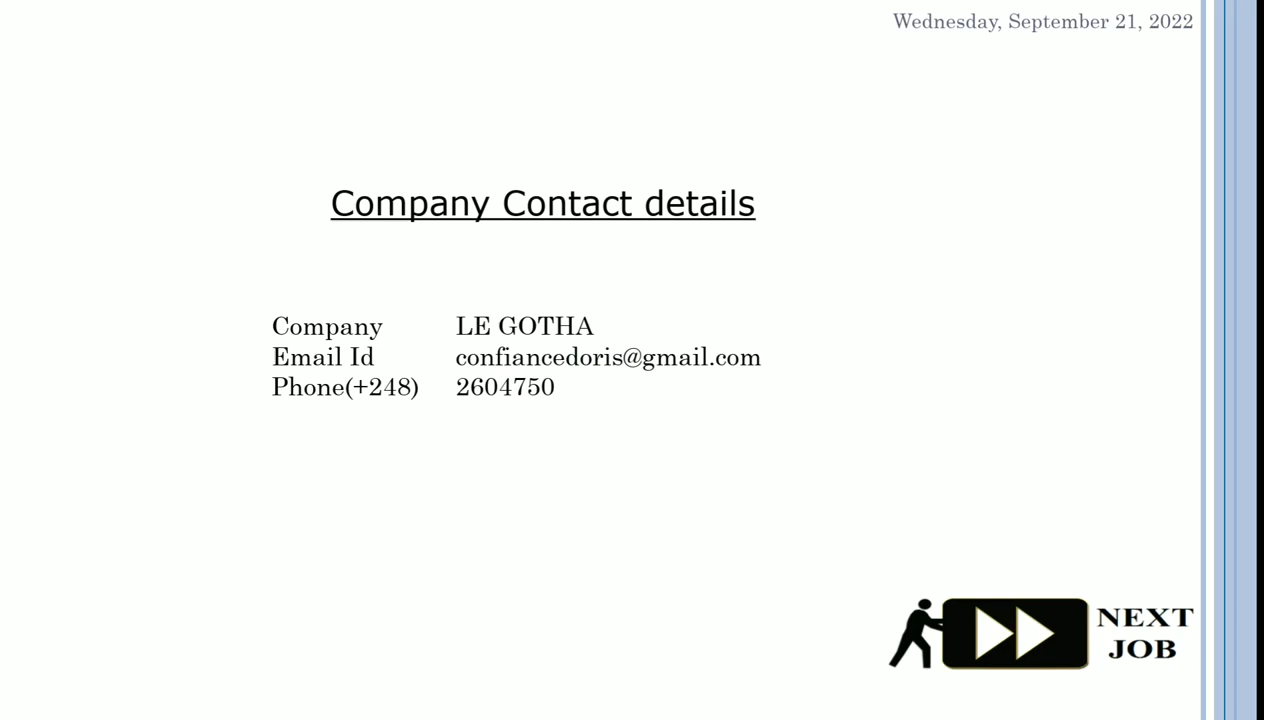 Wednesday, September 21, 2022
Company Contact details
Company LE GOTHA
Email Id confiancedoris@gmail.com
Phone(+248) 2604750
NEXT
JOB